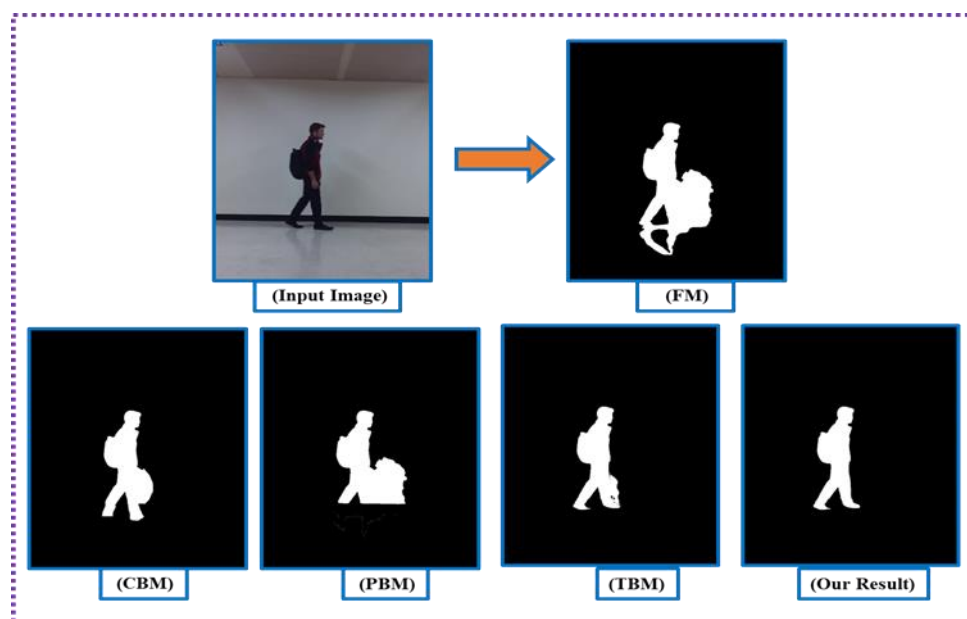 (Input Image)
(FM)
(CBM)
(PBM)
(TBM)
(Our Result)